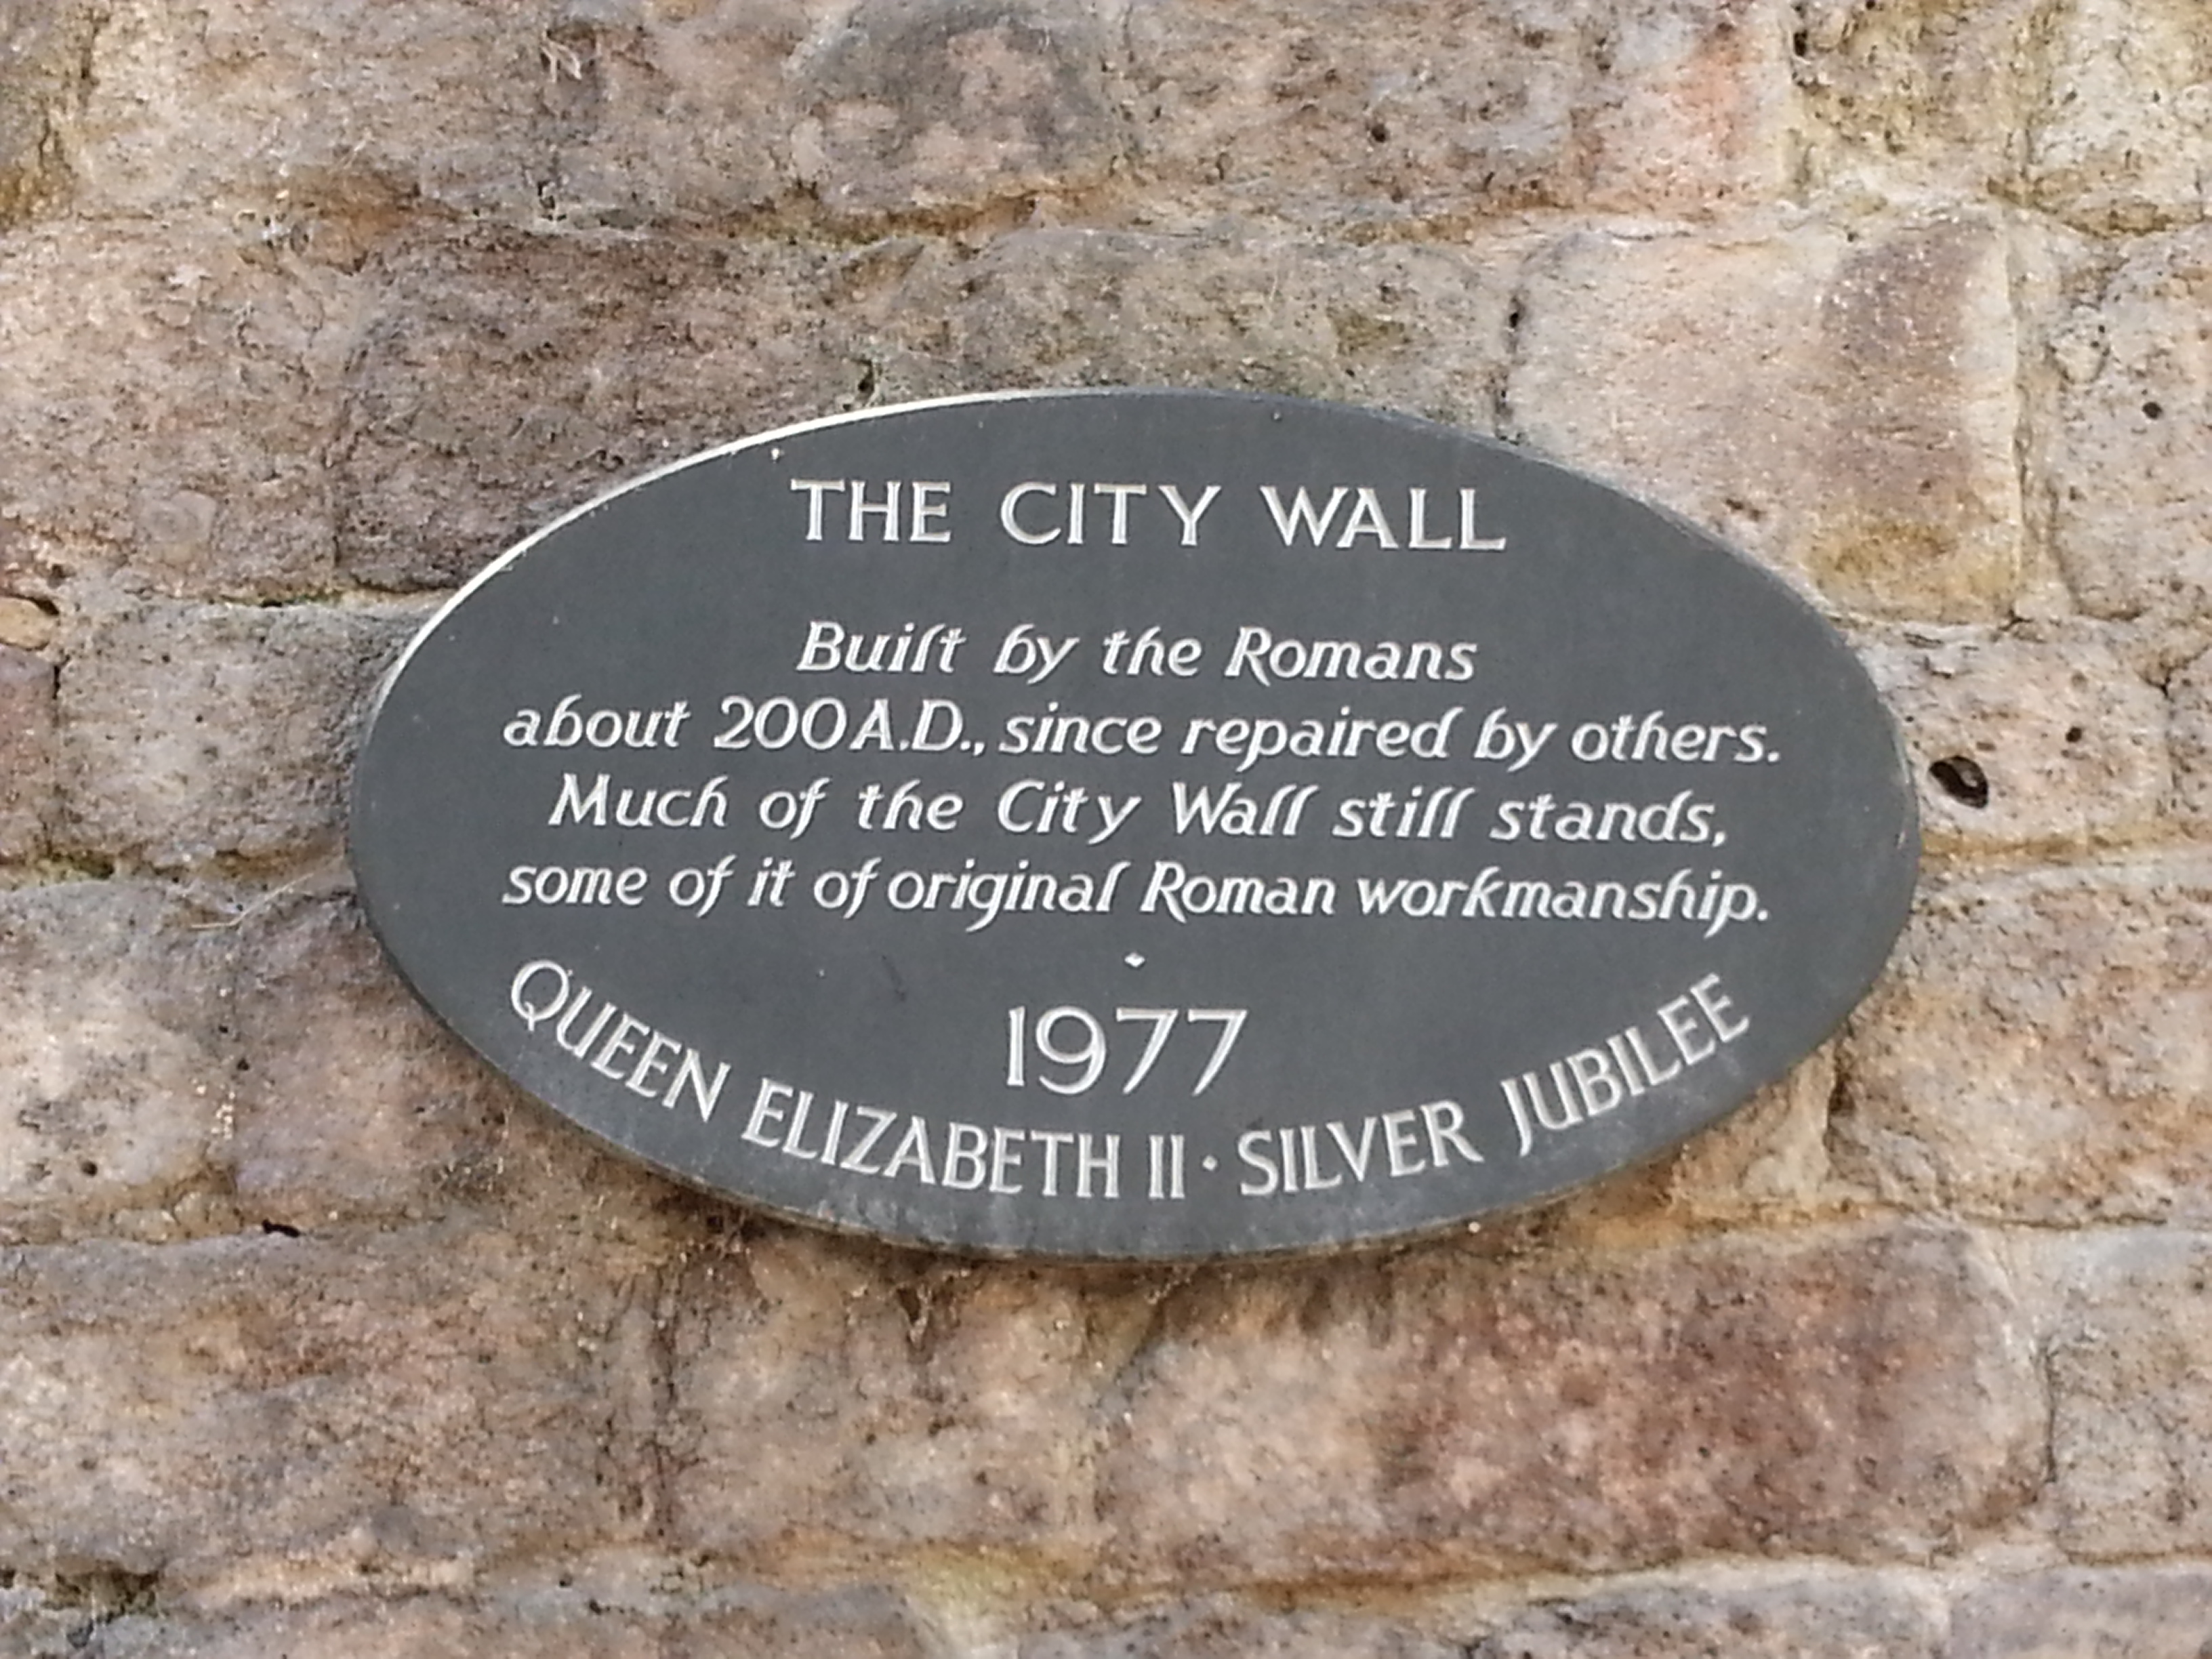 THE CITY WALL
Built by the Romans
about 200 A.D., since repaired by others.
Much of the City Wall still stands,
some of it of original Roman workmanship.
1977
QUEEN ELIZABETH II · SILVER JUBILEE